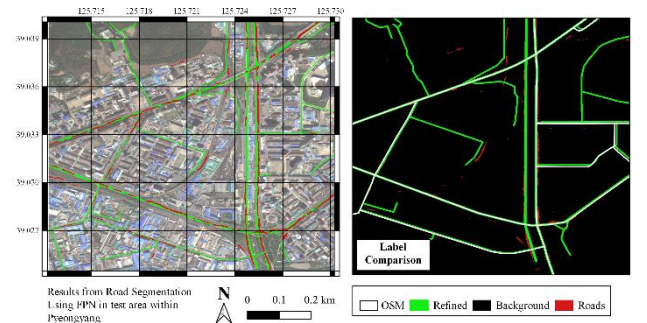 125.715 125.718 125.721 125.724 125.727 125.730
39.039
39.036
39.033
39.030
39.027
Label
Comparison
Results from Road Segmentation
Using FPN in test area within
Pyeongyang
N
0 0.1 0.2 km
OSM Refined Background Roads